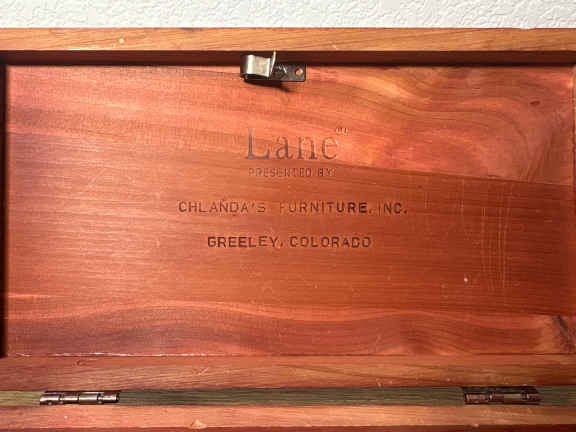 Lane
PRESENTED BY:
CHLANDA'S FURNITURE, INC.
GREELEY, COLORADO